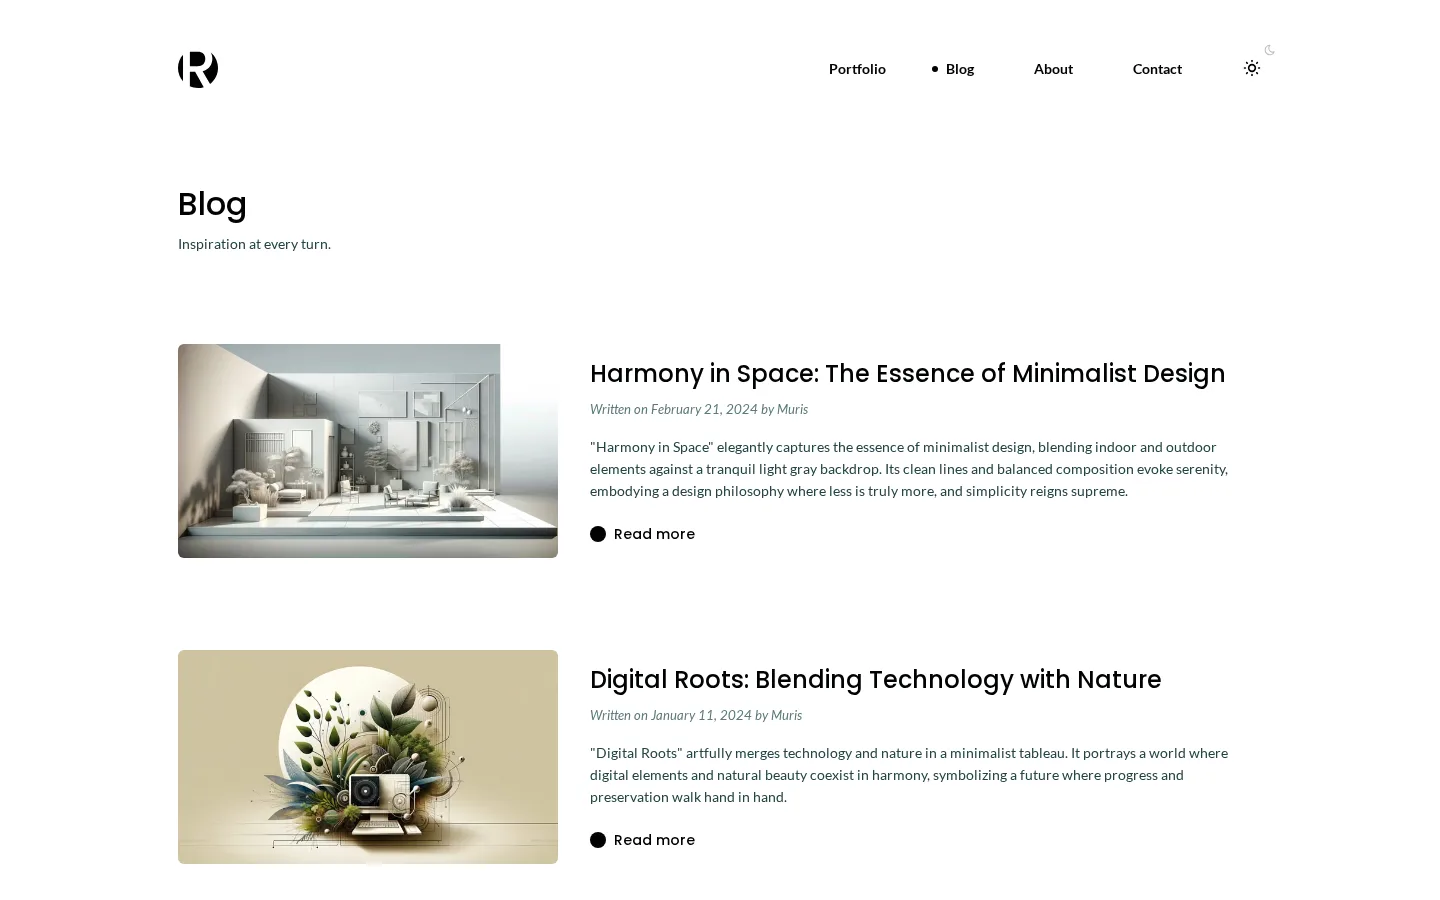 Portfolio
Blog
About
Contact
Blog
Inspiration at every turn.
Harmony in Space: The Essence of Minimalist Design
Written on February 21, 2024 by Muris
"Harmony in Space" elegantly captures the essence of minimalist design, blending indoor and outdoor
elements against a tranquil light gray backdrop. Its clean lines and balanced composition evoke serenity,
embodying a design philosophy where less is truly more, and simplicity reigns supreme.
Read more
Digital Roots: Blending Technology with Nature
Written on January 11, 2024 by Muris
"Digital Roots" artfully merges technology and nature in a minimalist tableau. It portrays a world where
digital elements and natural beauty coexist in harmony, symbolizing a future where progress and
preservation walk hand in hand.
Read more